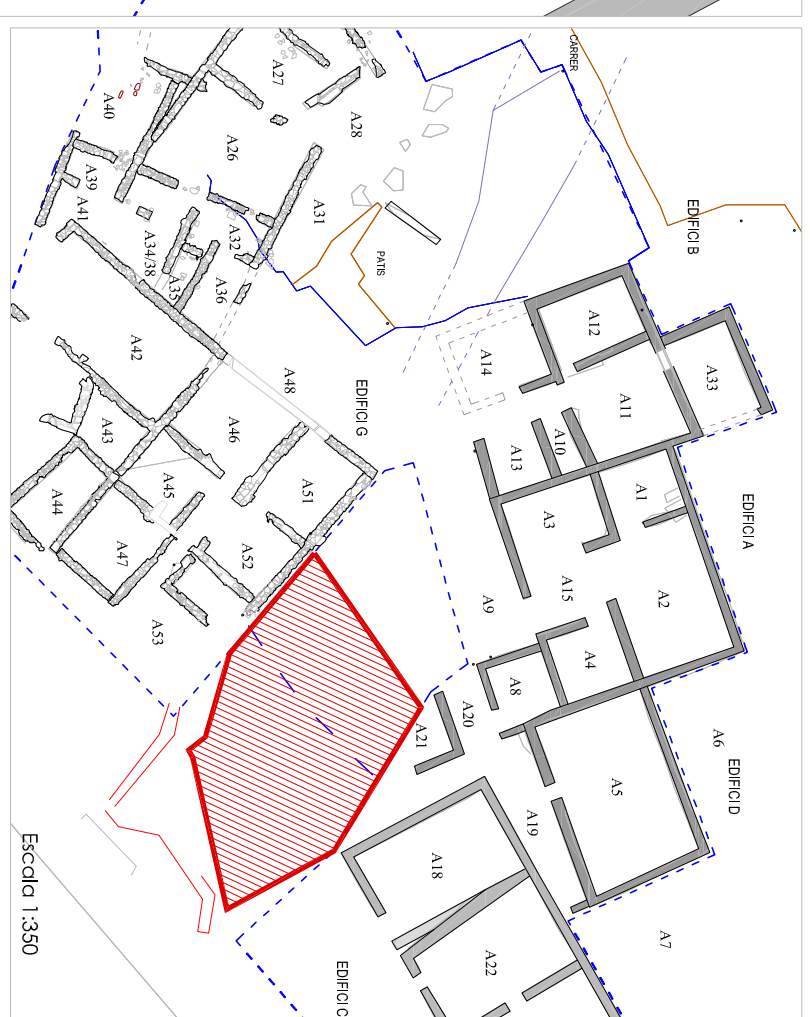 CARRER
A27
A28
A40
A26
A39
A31
A41
A32
A34/38
A35
A36
PATIS
EDIFICI B
A12
A33
A14
A11
A42
A48
EDIFICI G
A10
A13
A46
A43
A45
A51
A44
A47
A52
A53
A1
A3
A15
A2
A9
EDIFICI A
A4
A8
A20
A21
A6
EDIFICI D
A5
A19
A18
A22
A7
EDIFICI C
Escala 1:350